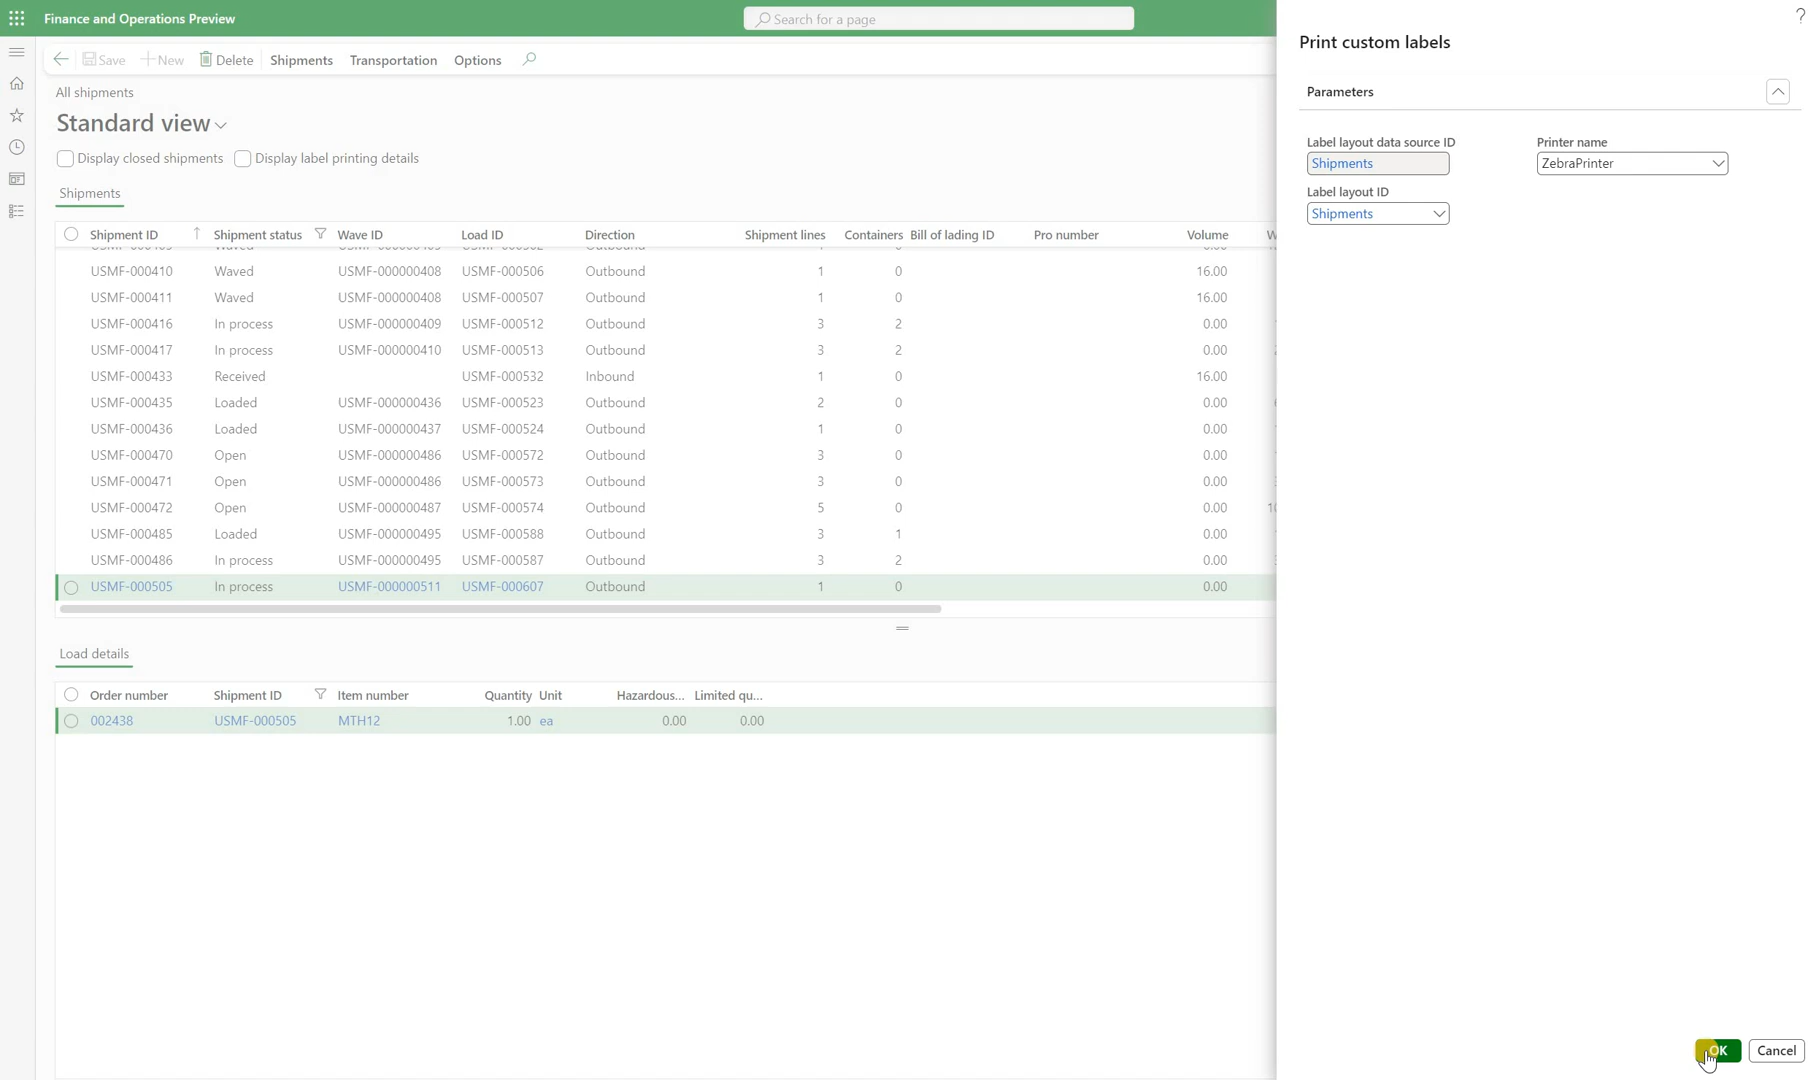 Finance and Operations Preview
Search for a page
?
Save New Delete Shipments Transportation Options
All shipments
Standard view
Display closed shipments Display label printing details
Shipments
Shipment ID Shipment status Wave ID Load ID Direction Shipment lines Containers Bill of lading ID Pro number Volume
USMF-000410 Waved USMF-000000408 USMF-000506 Outbound 1 0 16.00
USMF-000411 Waved USMF-000000408 USMF-000507 Outbound 1 0 16.00
USMF-000416 In process USMF-000000409 USMF-000512 Outbound 3 2 0.00
USMF-000417 In process USMF-000000410 USMF-000513 Outbound 3 2 0.00
USMF-000433 Received USMF-000532 Inbound 1 0 16.00
USMF-000435 Loaded USMF-000000436 USMF-000523 Outbound 2 0 0.00
USMF-000436 Loaded USMF-000000437 USMF-000524 Outbound 1 0 0.00
USMF-000470 Open USMF-000000486 USMF-000572 Outbound 3 0 0.00
USMF-000471 Open USMF-000000486 USMF-000573 Outbound 3 0 0.00
USMF-000472 Open USMF-000000487 USMF-000574 Outbound 5 0 0.00
USMF-000485 Loaded USMF-000000495 USMF-000588 Outbound 3 1 0.00
USMF-000486 In process USMF-000000495 USMF-000587 Outbound 3 2 0.00
USMF-000505 In process USMF-000000511 USMF-000607 Outbound 1 0 0.00
Load details
Order number Shipment ID Item number Quantity Unit Hazardous... Limited qu...
002438 USMF-000505 MTH12 1.00 ea 0.00 0.00
Print custom labels
Parameters
Label layout data source ID
Shipments
Label layout ID
Shipments
Printer name
ZebraPrinter
OK Cancel